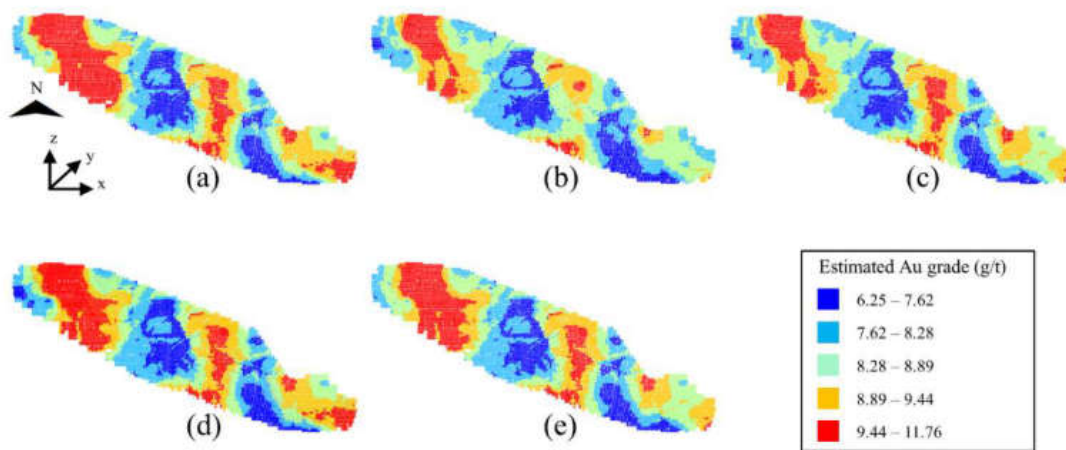 N
z
y
x
(a)
(b)
(c)
(d)
(e)
Estimated Au grade (g/t)
6.25 – 7.62
7.62 – 8.28
8.28 – 8.89
8.89 – 9.44
9.44 – 11.76